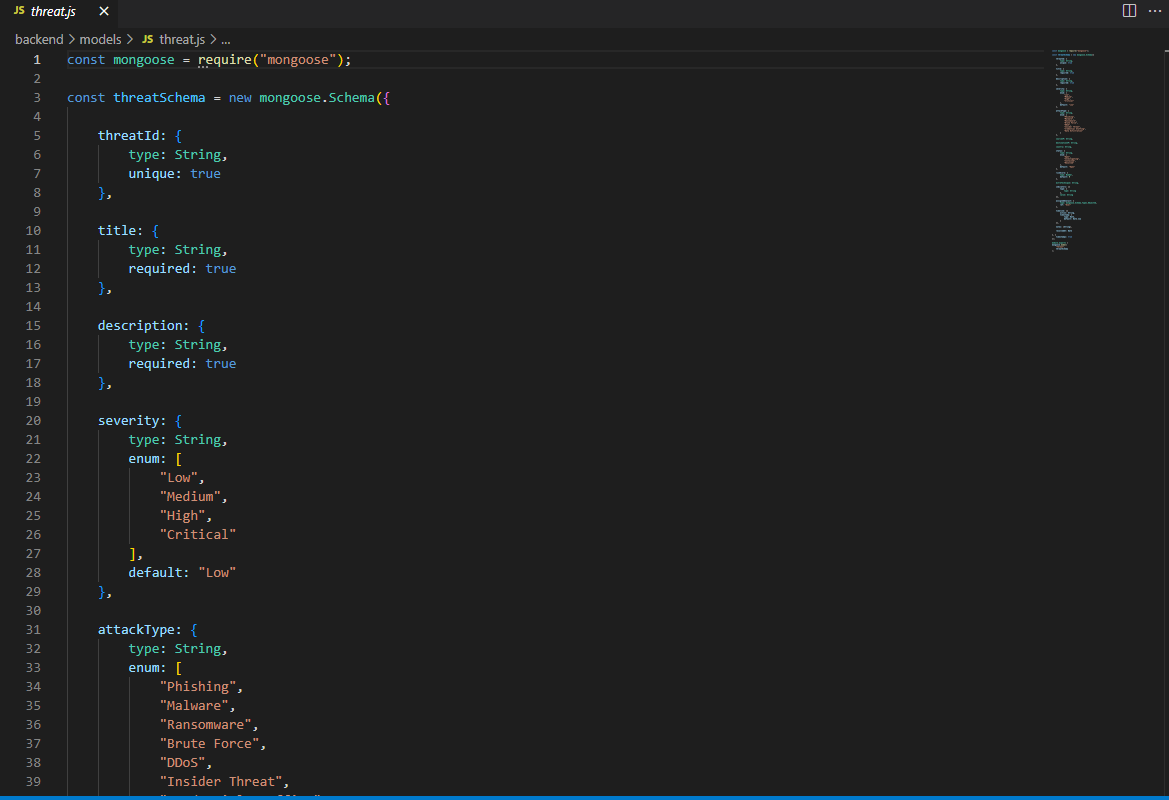 JS threat.js ×
backend > models > JS threat.js > ...
1 const mongoose = require("mongoose");
2
3 const threatSchema = new mongoose.Schema({
4
5 threatId: {
6 type: String,
7 unique: true
8 },
9
10 title: {
11 type: String,
12 required: true
13 },
14
15 description: {
16 type: String,
17 required: true
18 },
19
20 severity: {
21 type: String,
22 enum: [
23 "Low",
24 "Medium",
25 "High",
26 "Critical"
27 ],
28 default: "Low"
29 },
30
31 attackType: {
32 type: String,
33 enum: [
34 "Phishing",
35 "Malware",
36 "Ransomware",
37 "Brute Force",
38 "DDoS",
39 "Insider Threat",